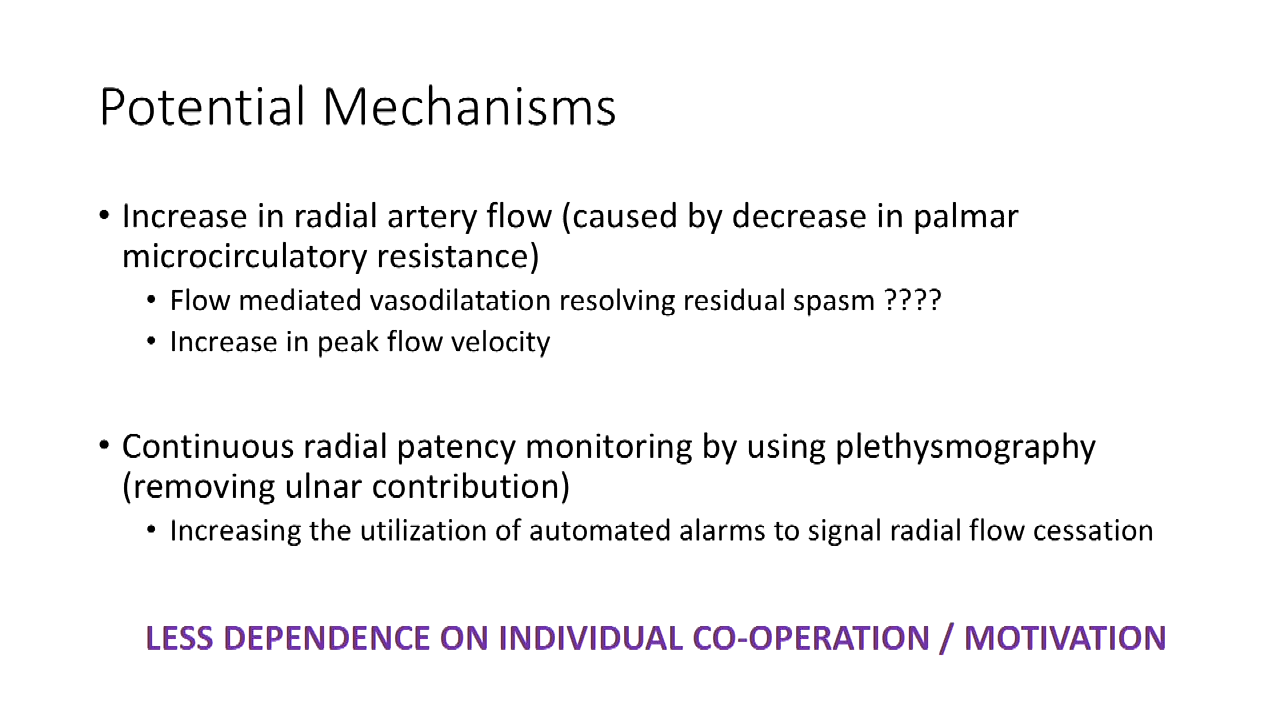 Potential Mechanisms
• Increase in radial artery flow (caused by decrease in palmar
microcirculatory resistance)
• Flow mediated vasodilatation resolving residual spasm ????
• Increase in peak flow velocity
• Continuous radial patency monitoring by using plethysmography
(removing ulnar contribution)
• Increasing the utilization of automated alarms to signal radial flow cessation
LESS DEPENDENCE ON INDIVIDUAL CO-OPERATION / MOTIVATION